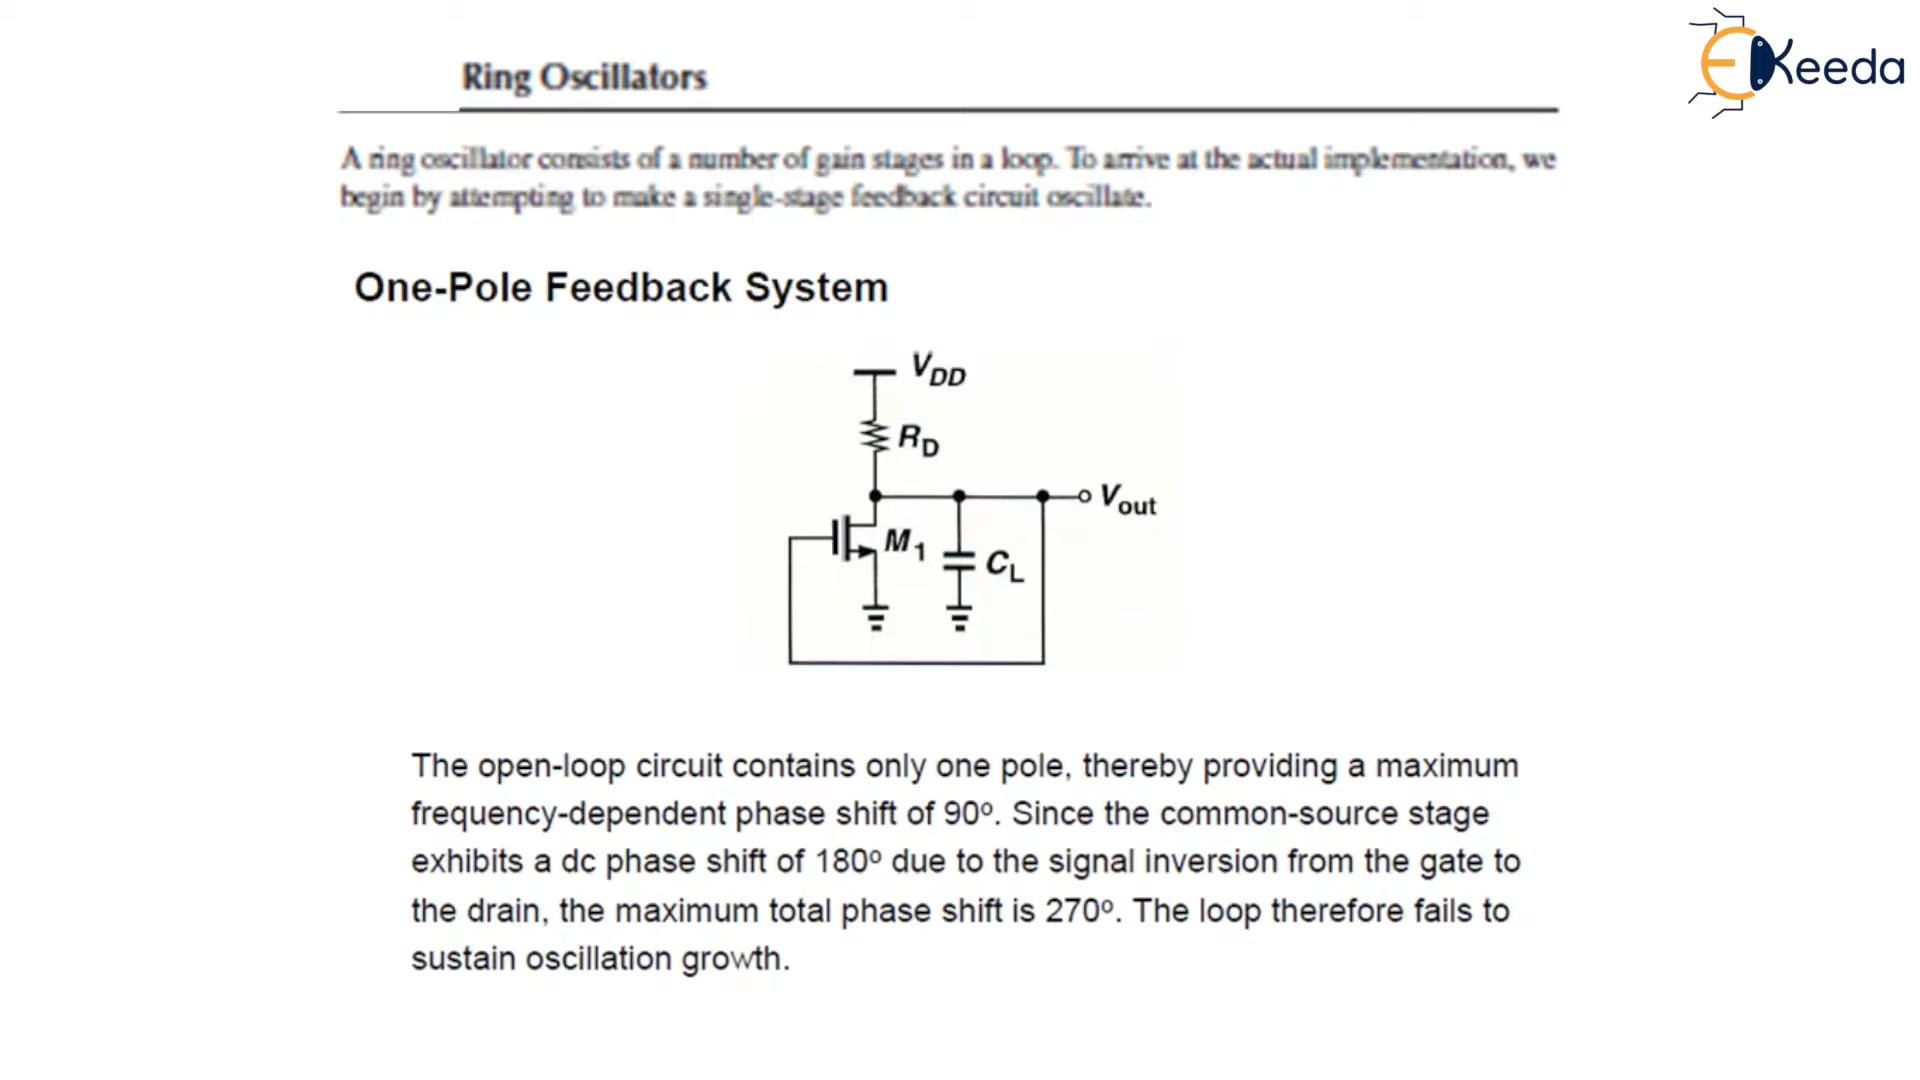 Keeda
Ring Oscillators
A ring oscillator consists of a number of gain stages in a loop. To arrive at the actual implementation, we
begin by attempting to make a single-stage feedback circuit oscillate.
One-Pole Feedback System
VDD
RD
Vout
M1
CL
The open-loop circuit contains only one pole, thereby providing a maximum
frequency-dependent phase shift of 90º. Since the common-source stage
exhibits a dc phase shift of 180º due to the signal inversion from the gate to
the drain, the maximum total phase shift is 270º. The loop therefore fails to
sustain oscillation growth.